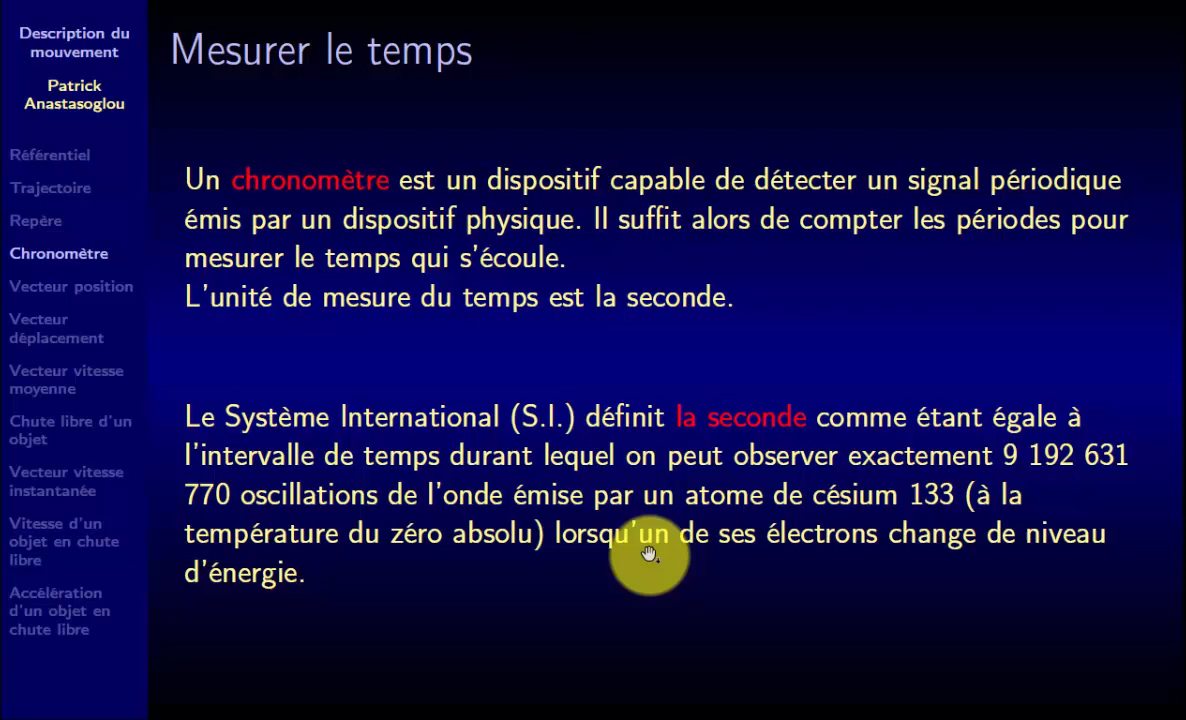 Description du
mouvement
Patrick
Anastasoglou
Référentiel
Trajectoire
Repère
Chronomètre
Vecteur position
Vecteur
déplacement
Vecteur vitesse
moyenne
Chute libre d'un
objet
Vecteur vitesse
instantanée
Vitesse d'un
objet en chute
libre
Accélération
d'un objet en
chute libre
Mesurer le temps
Un chronomètre est un dispositif capable de détecter un signal périodique
émis par un dispositif physique. Il suffit alors de compter les périodes pour
mesurer le temps qui s'écoule.
L'unité de mesure du temps est la seconde.
Le Système International (S.I.) définit la seconde comme étant égale à
l'intervalle de temps durant lequel on peut observer exactement 9 192 631
770 oscillations de l'onde émise par un atome de césium 133 (à la
température du zéro absolu) lorsqu'un de ses électrons change de niveau
d'énergie.